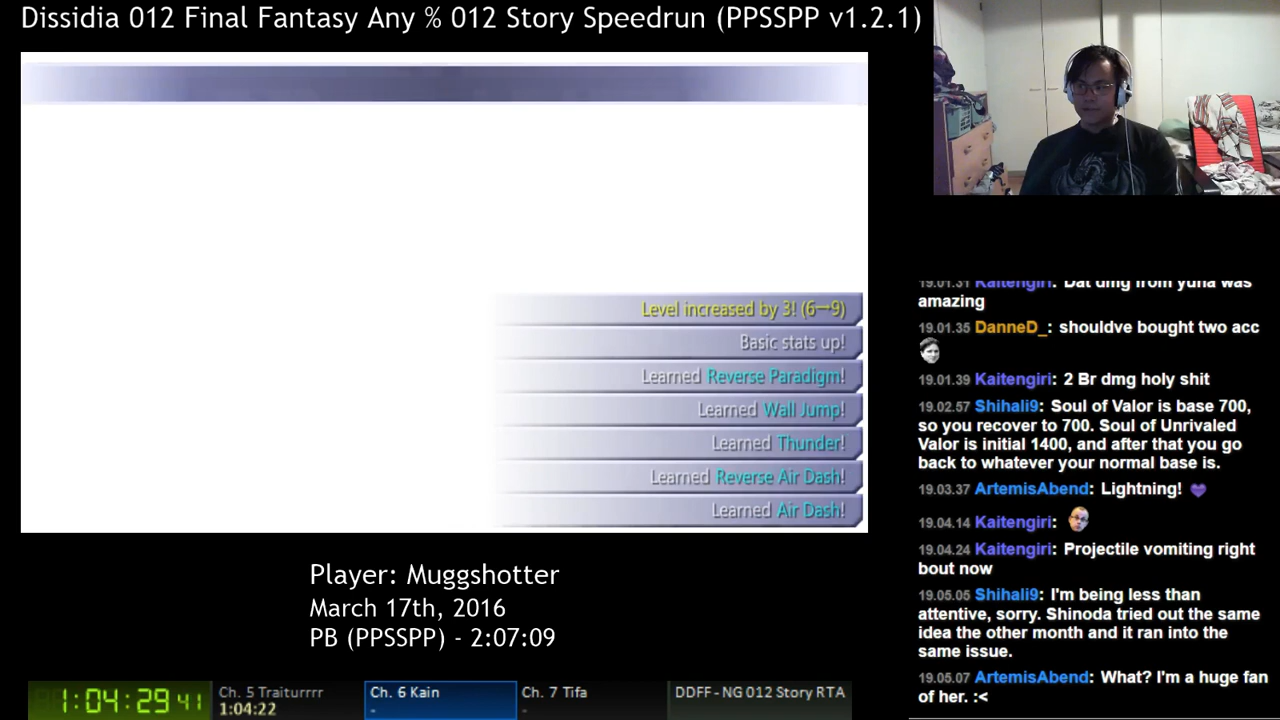 Dissidia 012 Final Fantasy Any % 012 Story Speedrun (PPSSPP v1.2.1)
Level increased by 3! (6→9)
Basic stats up!
Learned Reverse Paradigm!
Learned Wall Jump!
Learned Thunder!
Learned Reverse Air Dash!
Learned Air Dash!
Player: Muggshotter
March 17th, 2016
PB (PPSSPP) - 2:07:09
1:04:29 41
Ch. 5 Traiturrrr
1:04:22
Ch. 6 Kain
-
Ch. 7 Tifa
-
DDFF - NG 012 Story RTA
19.01.31 Kaitengiri: Dat dmg from yuna was
amazing
19.01.35 DanneD_: shouldve bought two acc
19.01.39 Kaitengiri: 2 Br dmg holy shit
19.02.57 Shihali9: Soul of Valor is base 700,
so you recover to 700. Soul of Unrivaled
Valor is initial 1400, and after that you go
back to whatever your normal base is.
19.03.37 ArtemisAbend: Lightning!
19.04.14 Kaitengiri:
19.04.24 Kaitengiri: Projectile vomiting right
bout now
19.05.05 Shihali9: I'm being less than
attentive, sorry. Shinoda tried out the same
idea the other month and it ran into the
same issue.
19.05.07 ArtemisAbend: What? I'm a huge fan
of her. :<